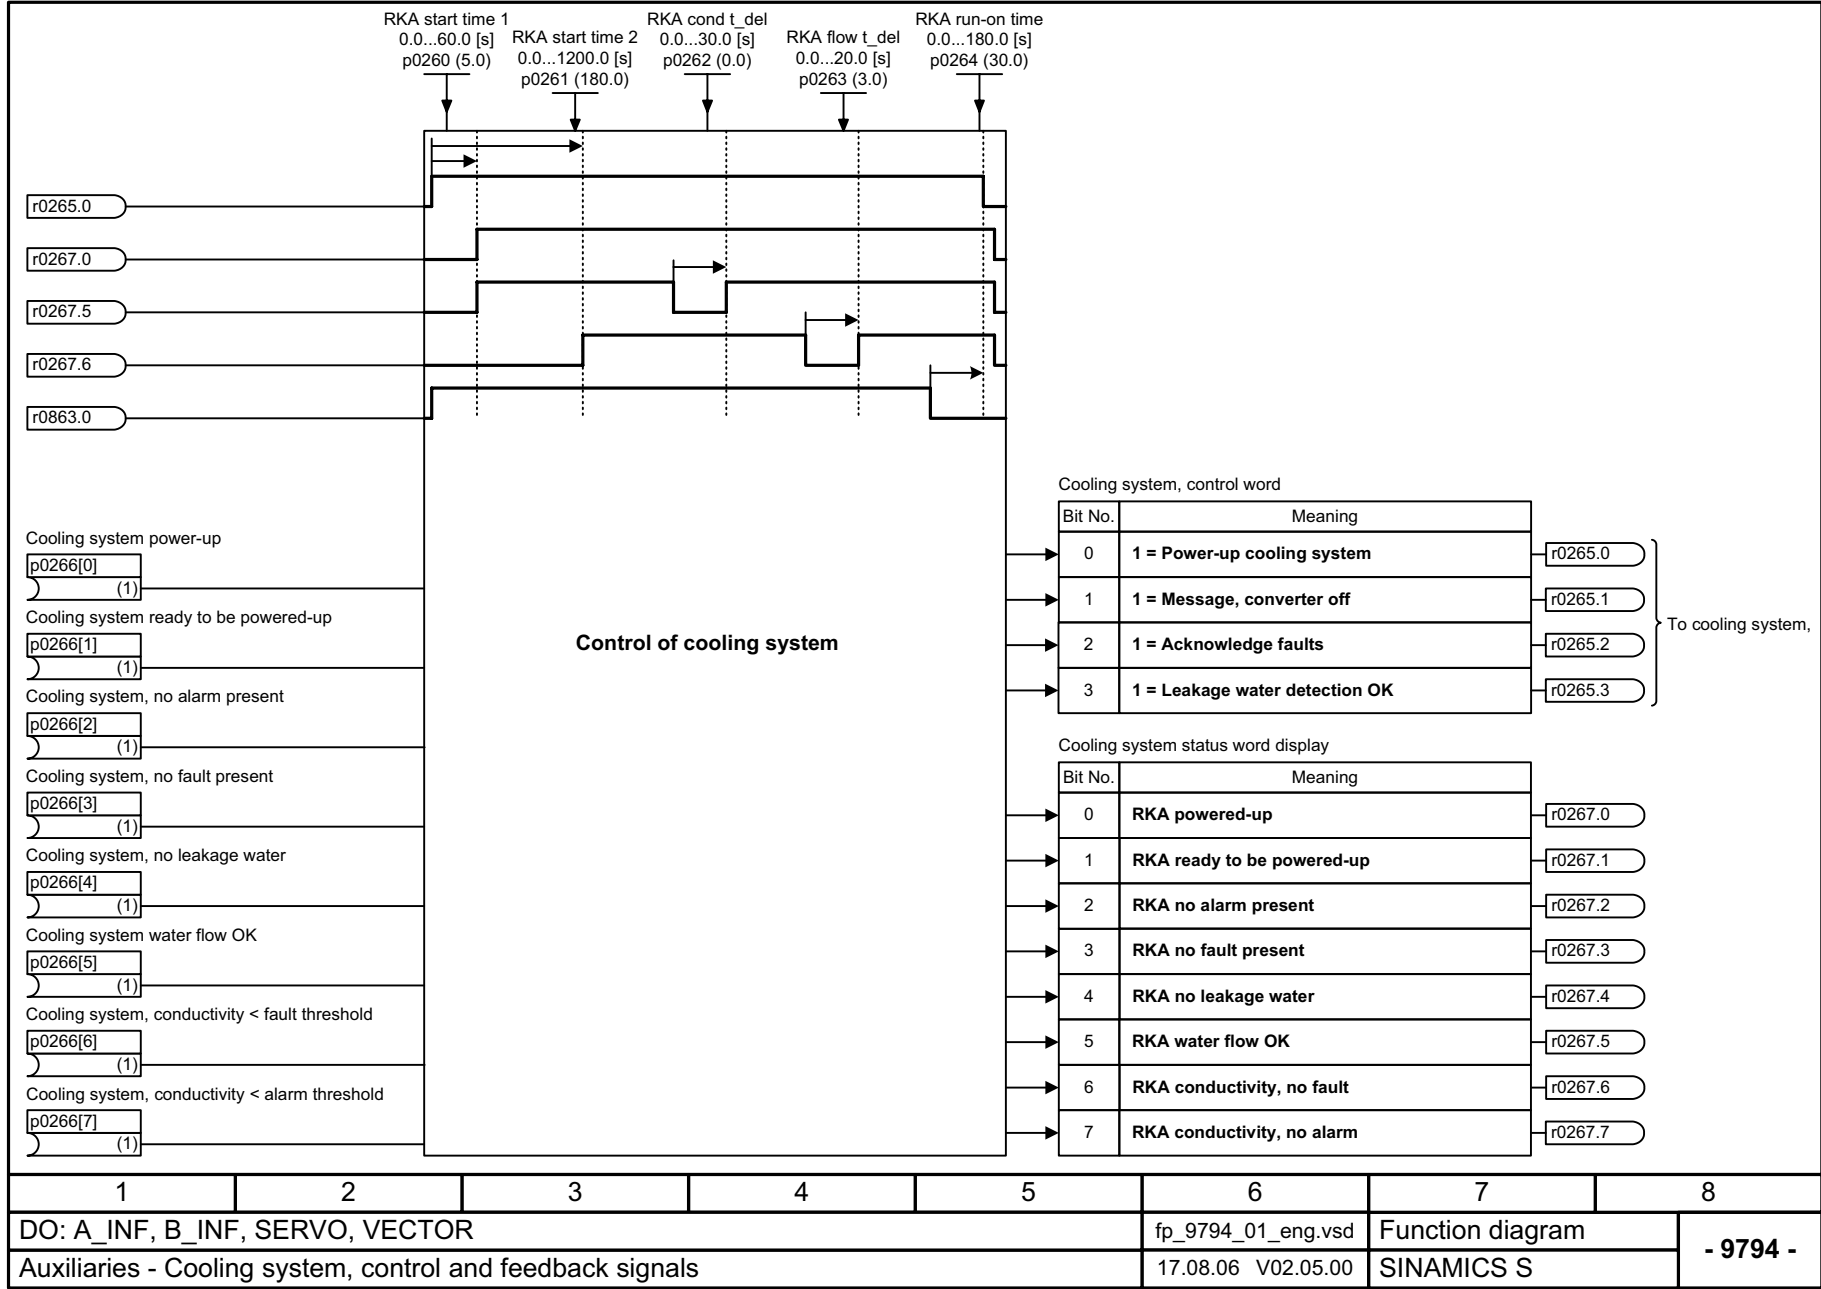 RKA start time 1
0.0...60.0 [s]
p0260 (5.0)
RKA start time 2
0.0...1200.0 [s]
p0261 (180.0)
RKA cond t_del
0.0...30.0 [s]
p0262 (0.0)
RKA flow t_del
0.0...20.0 [s]
p0263 (3.0)
RKA run-on time
0.0...180.0 [s]
p0264 (30.0)
r0265.0
r0267.0
r0267.5
r0267.6
r0863.0
Cooling system power-up
p0266[0]
(1)
Cooling system ready to be powered-up
p0266[1]
(1)
Cooling system, no alarm present
p0266[2]
(1)
Cooling system, no fault present
p0266[3]
(1)
Cooling system, no leakage water
p0266[4]
(1)
Cooling system water flow OK
p0266[5]
(1)
Cooling system, conductivity < fault threshold
p0266[6]
(1)
Cooling system, conductivity < alarm threshold
p0266[7]
(1)
Control of cooling system
Cooling system, control word
Bit No. Meaning
0 1 = Power-up cooling system r0265.0
1 1 = Message, converter off r0265.1
2 1 = Acknowledge faults r0265.2
3 1 = Leakage water detection OK r0265.3
To cooling system,
Cooling system status word display
Bit No. Meaning
0 RKA powered-up r0267.0
1 RKA ready to be powered-up r0267.1
2 RKA no alarm present r0267.2
3 RKA no fault present r0267.3
4 RKA no leakage water r0267.4
5 RKA water flow OK r0267.5
6 RKA conductivity, no fault r0267.6
7 RKA conductivity, no alarm r0267.7
1 2 3 4 5 6 7 8
DO: A_INF, B_INF, SERVO, VECTOR fp_9794_01_eng.vsd Function diagram
Auxiliaries - Cooling system, control and feedback signals 17.08.06 V02.05.00 SINAMICS S
- 9794 -